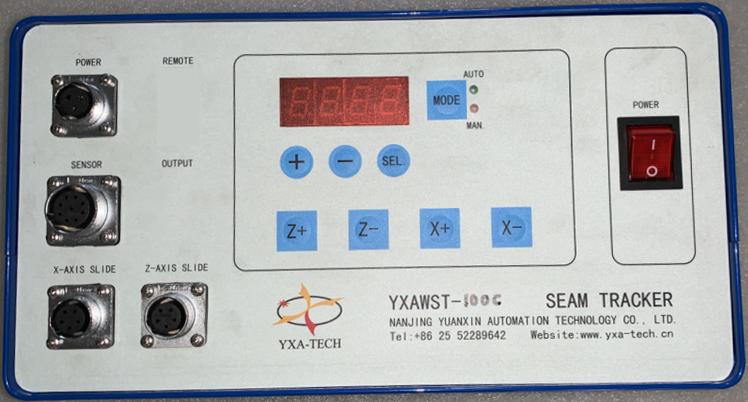 POWER
REMOTE
SENSOR
OUTPUT
X-AXIS SLIDE
Z-AXIS SLIDE
MODE
AUTO
MAN.
+
−
SEL.
Z+
Z-
X+
X-
POWER
I
O
YXA-TECH
YXAWST-100C SEAM TRACKER
NANJING YUANXIN AUTOMATION TECHNOLOGY CO., LTD.
Tel:+86 25 52289642 Website:www.yxa-tech.cn